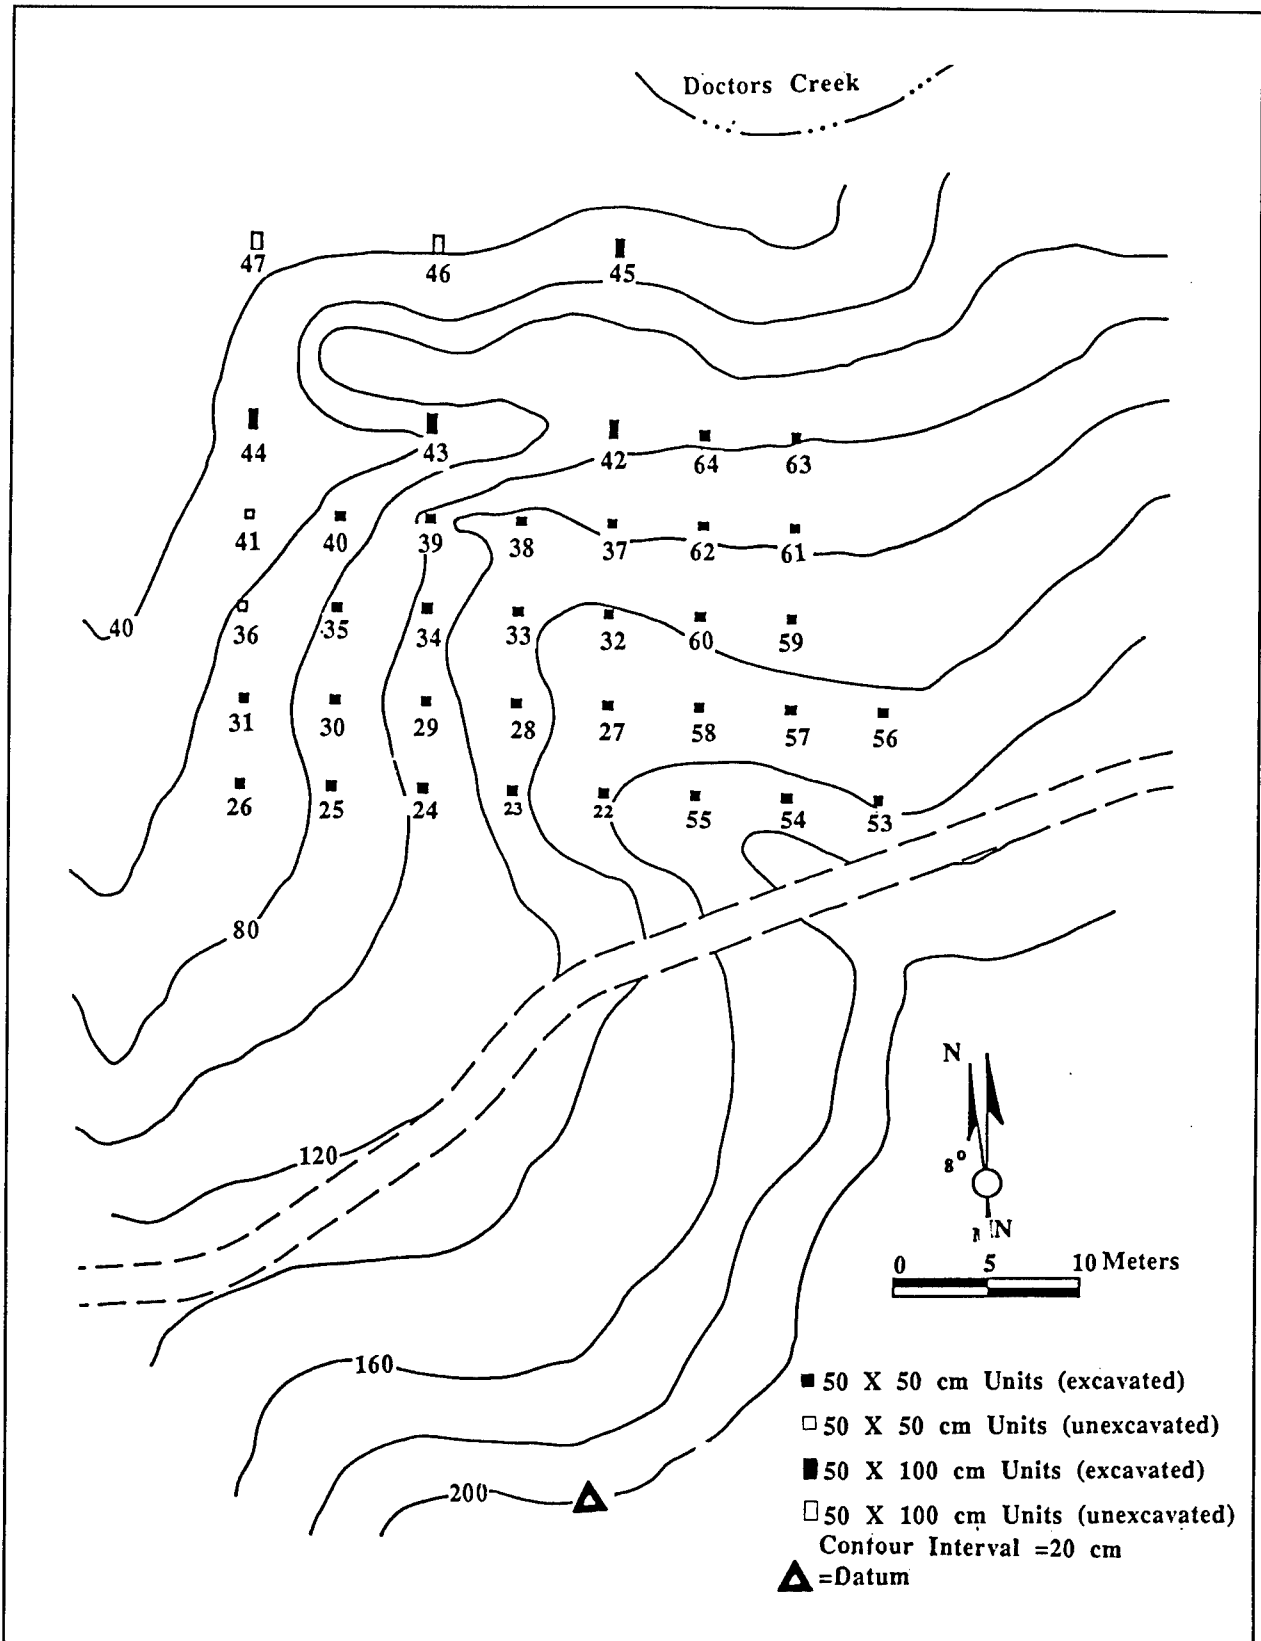 Doctors Creek
47 46 45
44 43 42 64 63
41 40 39 38 37 62 61
40 36 35 34 33 32 60 59
31 30 29 28 27 58 57 56
26 25 24 23 22 55 54 53
80
N
120
8°
N
0 5 10 Meters
160
50 X 50 cm Units (excavated)
50 X 50 cm Units (unexcavated)
50 X 100 cm Units (excavated)
200
50 X 100 cm Units (unexcavated)
Contour Interval =20 cm
=Datum